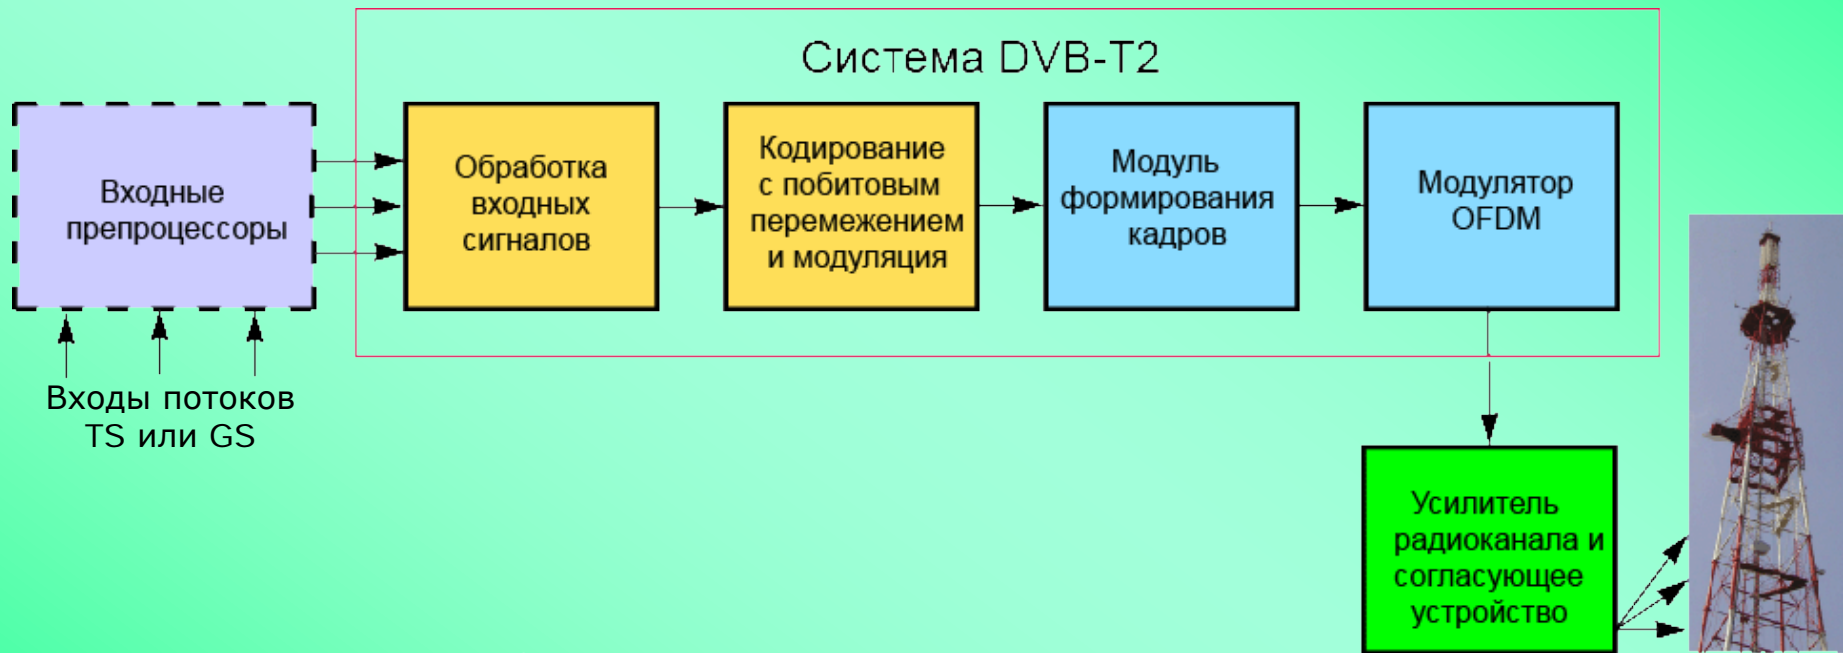 Система DVB-T2
Входные
препроцессоры
Обработка
входных
сигналов
Кодирование
с побитовым
перемежением
и модуляция
Модуль
формирования
кадров
Модулятор
OFDM
Входы потоков
TS или GS
Усилитель
радиоканала и
согласующее
устройство